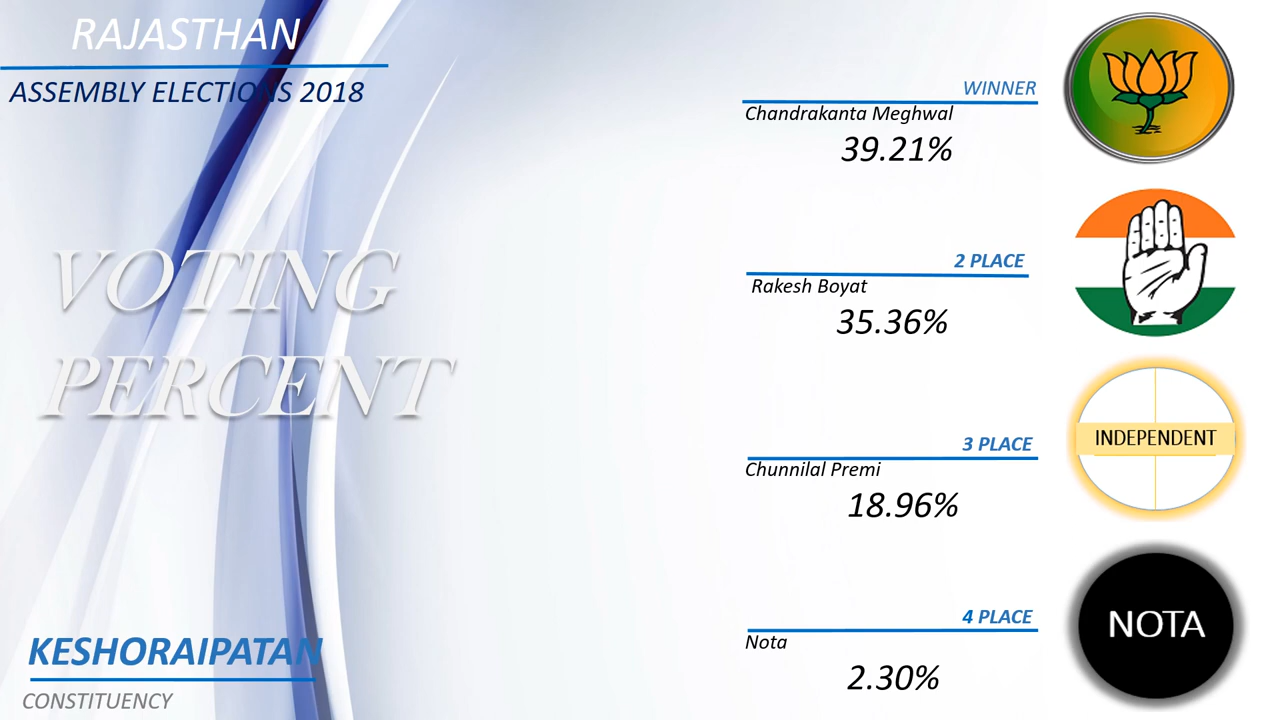 RAJASTHAN
ASSEMBLY ELECTIONS 2018
VOTING
PERCENT
KESHORAIPATAN
CONSTITUENCY
WINNER
Chandrakanta Meghwal
39.21%
2 PLACE
Rakesh Boyat
35.36%
3 PLACE
Chunnilal Premi
18.96%
INDEPENDENT
4 PLACE
Nota
2.30%
NOTA